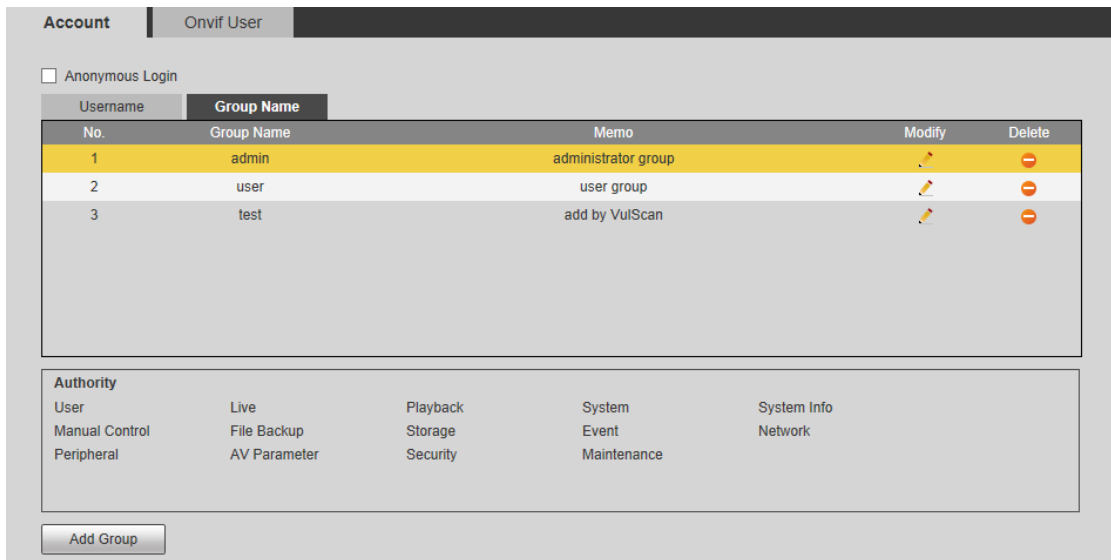 Account Onvif User
Anonymous Login
Username Group Name
No. Group Name Memo Modify Delete
1 admin administrator group
2 user user group
3 test add by VulScan
Authority
User Live Playback System System Info
Manual Control File Backup Storage Event Network
Peripheral AV Parameter Security Maintenance
Add Group